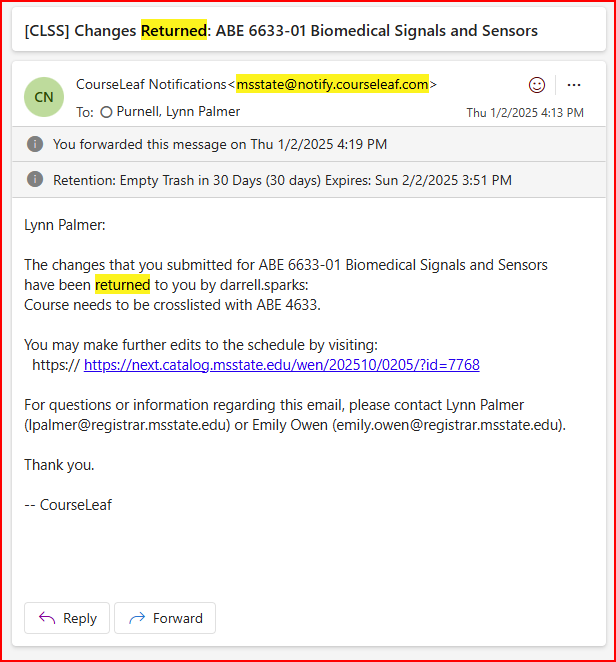 [CLSS] Changes Returned: ABE 6633-01 Biomedical Signals and Sensors
CN
CourseLeaf Notifications<msstate@notify.courseleaf.com>
To: Purnell, Lynn Palmer
Thu 1/2/2025 4:13 PM
You forwarded this message on Thu 1/2/2025 4:19 PM
Retention: Empty Trash in 30 Days (30 days) Expires: Sun 2/2/2025 3:51 PM
Lynn Palmer:
The changes that you submitted for ABE 6633-01 Biomedical Signals and Sensors
have been returned to you by darrell.sparks:
Course needs to be crosslisted with ABE 4633.
You may make further edits to the schedule by visiting:
https:// https://next.catalog.msstate.edu/wen/202510/0205/?id=7768
For questions or information regarding this email, please contact Lynn Palmer
(lpalmer@registrar.msstate.edu) or Emily Owen (emily.owen@registrar.msstate.edu).
Thank you.
-- CourseLeaf
Reply
Forward